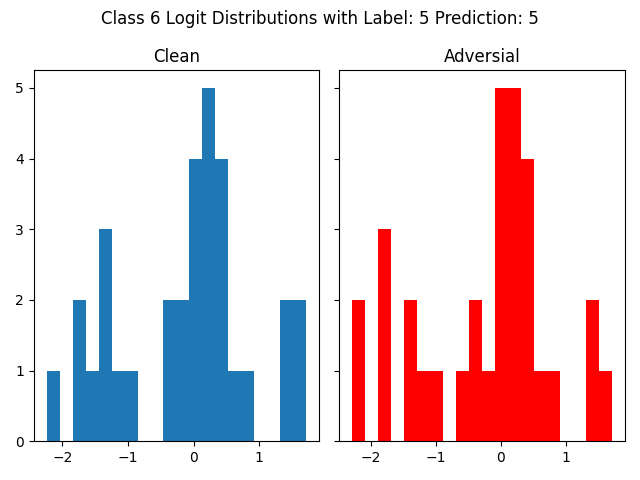 Class 6 Logit Distributions with Label: 5 Prediction: 5
Clean
Adversial
5
4
3
2
1
0
−2 −1 0 1
−2 −1 0 1